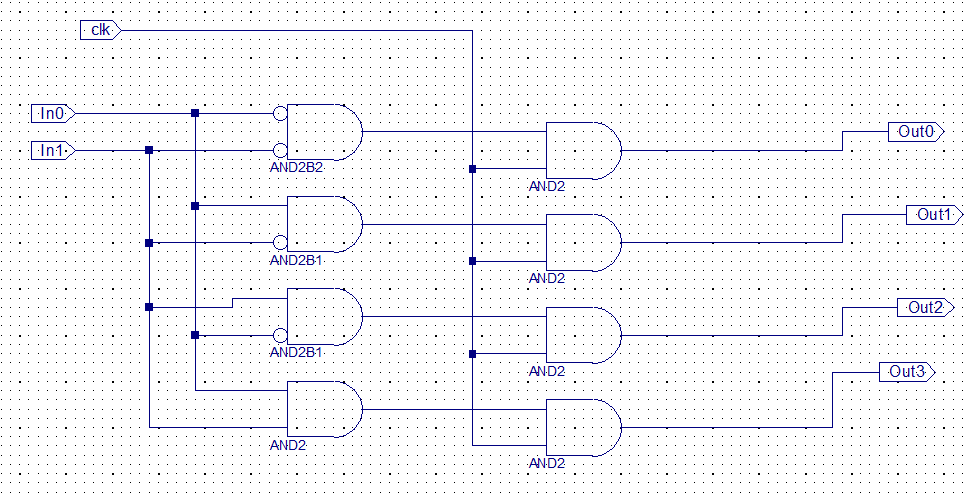 clk
In0
In1
AND2B2
AND2
Out0
AND2B1
AND2
Out1
AND2B1
AND2
Out2
AND2
AND2
Out3